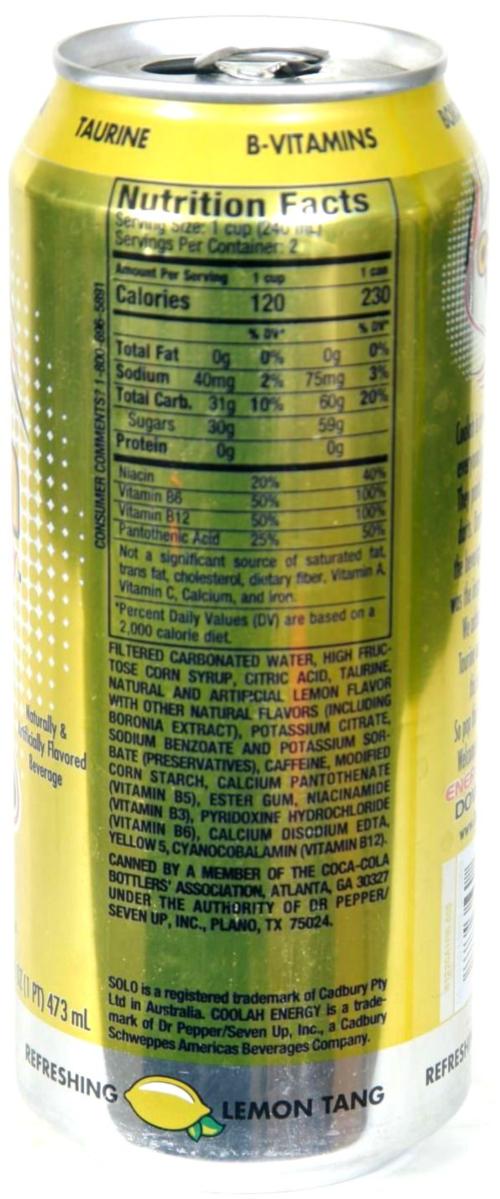 TAURINE
B-VITAMINS
Nutrition Facts
Serving Size: 1 cup (240 mL)
Servings Per Container: 2
Amount Per Serving 1 cup 1 can
Calories 120 230
% DV* % DV*
Total Fat 0g 0% 0g 0%
Sodium 40mg 2% 75mg 3%
Total Carb. 31g 10% 60g 20%
Sugars 30g 59g
Protein 0g 0g
Niacin 20% 40%
Vitamin B6 50% 100%
Vitamin B12 50% 100%
Pantothenic Acid 25% 50%
Not a significant source of saturated fat,
trans fat, cholesterol, dietary fiber, Vitamin A,
Vitamin C, Calcium, and Iron.
*Percent Daily Values (DV) are based on a
2,000 calorie diet.
CONSUMER COMMENTS? 1-800-696-5891
FILTERED CARBONATED WATER, HIGH FRUC-
TOSE CORN SYRUP, CITRIC ACID, TAURINE,
NATURAL AND ARTIFICIAL LEMON FLAVOR
WITH OTHER NATURAL FLAVORS (INCLUDING
BORONIA EXTRACT), POTASSIUM CITRATE,
SODIUM BENZOATE AND POTASSIUM SOR-
BATE (PRESERVATIVES), CAFFEINE, MODIFIED
CORN STARCH, CALCIUM PANTOTHENATE
(VITAMIN B5), ESTER GUM, NIACINAMIDE
(VITAMIN B3), PYRIDOXINE HYDROCHLORIDE
(VITAMIN B6), CALCIUM DISODIUM EDTA,
YELLOW 5, CYANOCOBALAMIN (VITAMIN B12).
CANNED BY A MEMBER OF THE COCA-COLA
BOTTLERS' ASSOCIATION, ATLANTA, GA 30327
UNDER THE AUTHORITY OF DR PEPPER/
SEVEN UP, INC., PLANO, TX 75024.
SOLO is a registered trademark of Cadbury Pty
Ltd in Australia. COOLAH ENERGY is a trade-
mark of Dr Pepper/Seven Up, Inc., a Cadbury
Schweppes Americas Beverages Company.
Naturally &
Artificially Flavored
Beverage
OZ (1 PT) 473 mL
REFRESHING
LEMON TANG